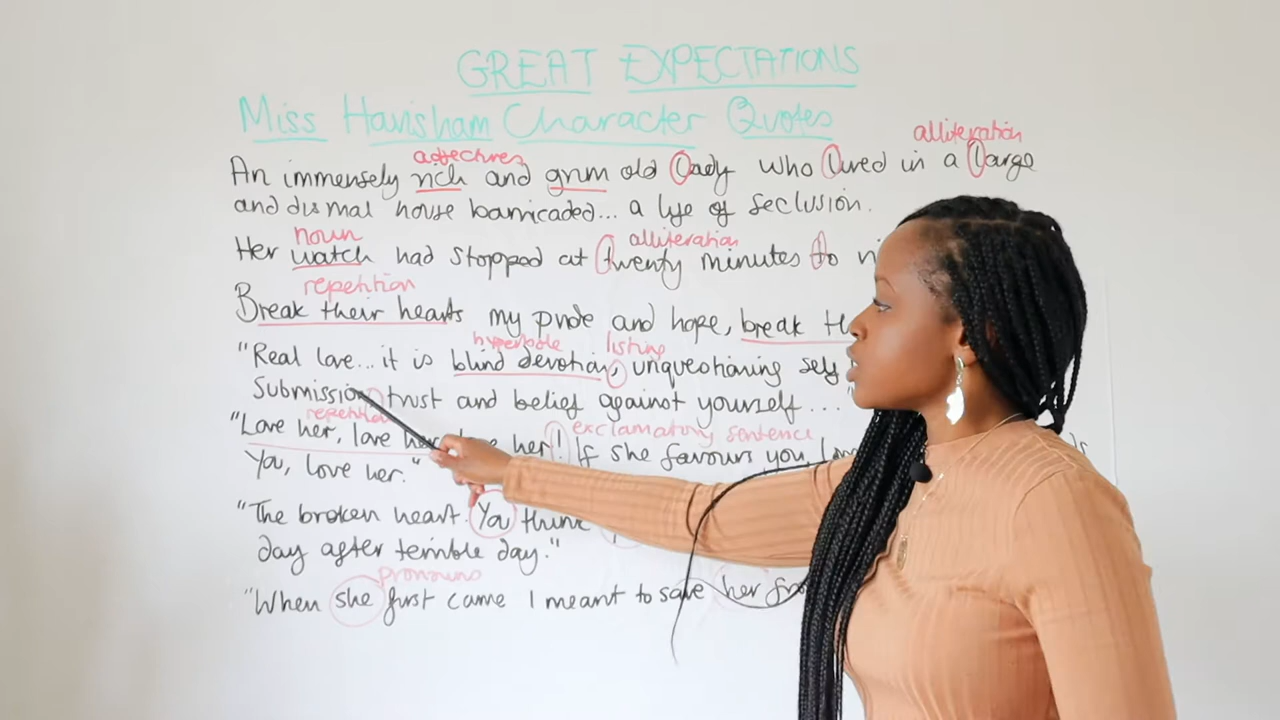 GREAT EXPECTATIONS
Miss Havisham Character Quotes
alliteration
adjectives
An immensely rich and grim old lady who lived in a large
and dismal house barricaded... a life of seclusion.
noun
alliteration
Her watch had stopped at twenty minutes to
repetition
Break their hearts my pride and hope, break
hyperbole listing
"Real love... it is blind devotion, unquestioning self
Submission, trust and belief against yourself...."
repetition
exclamatory sentence
"Love her, love her, love her! If she favours you,
You, love her."
"The broken heart. You think
day after terrible day."
pronouns
"When she first came I meant to save her